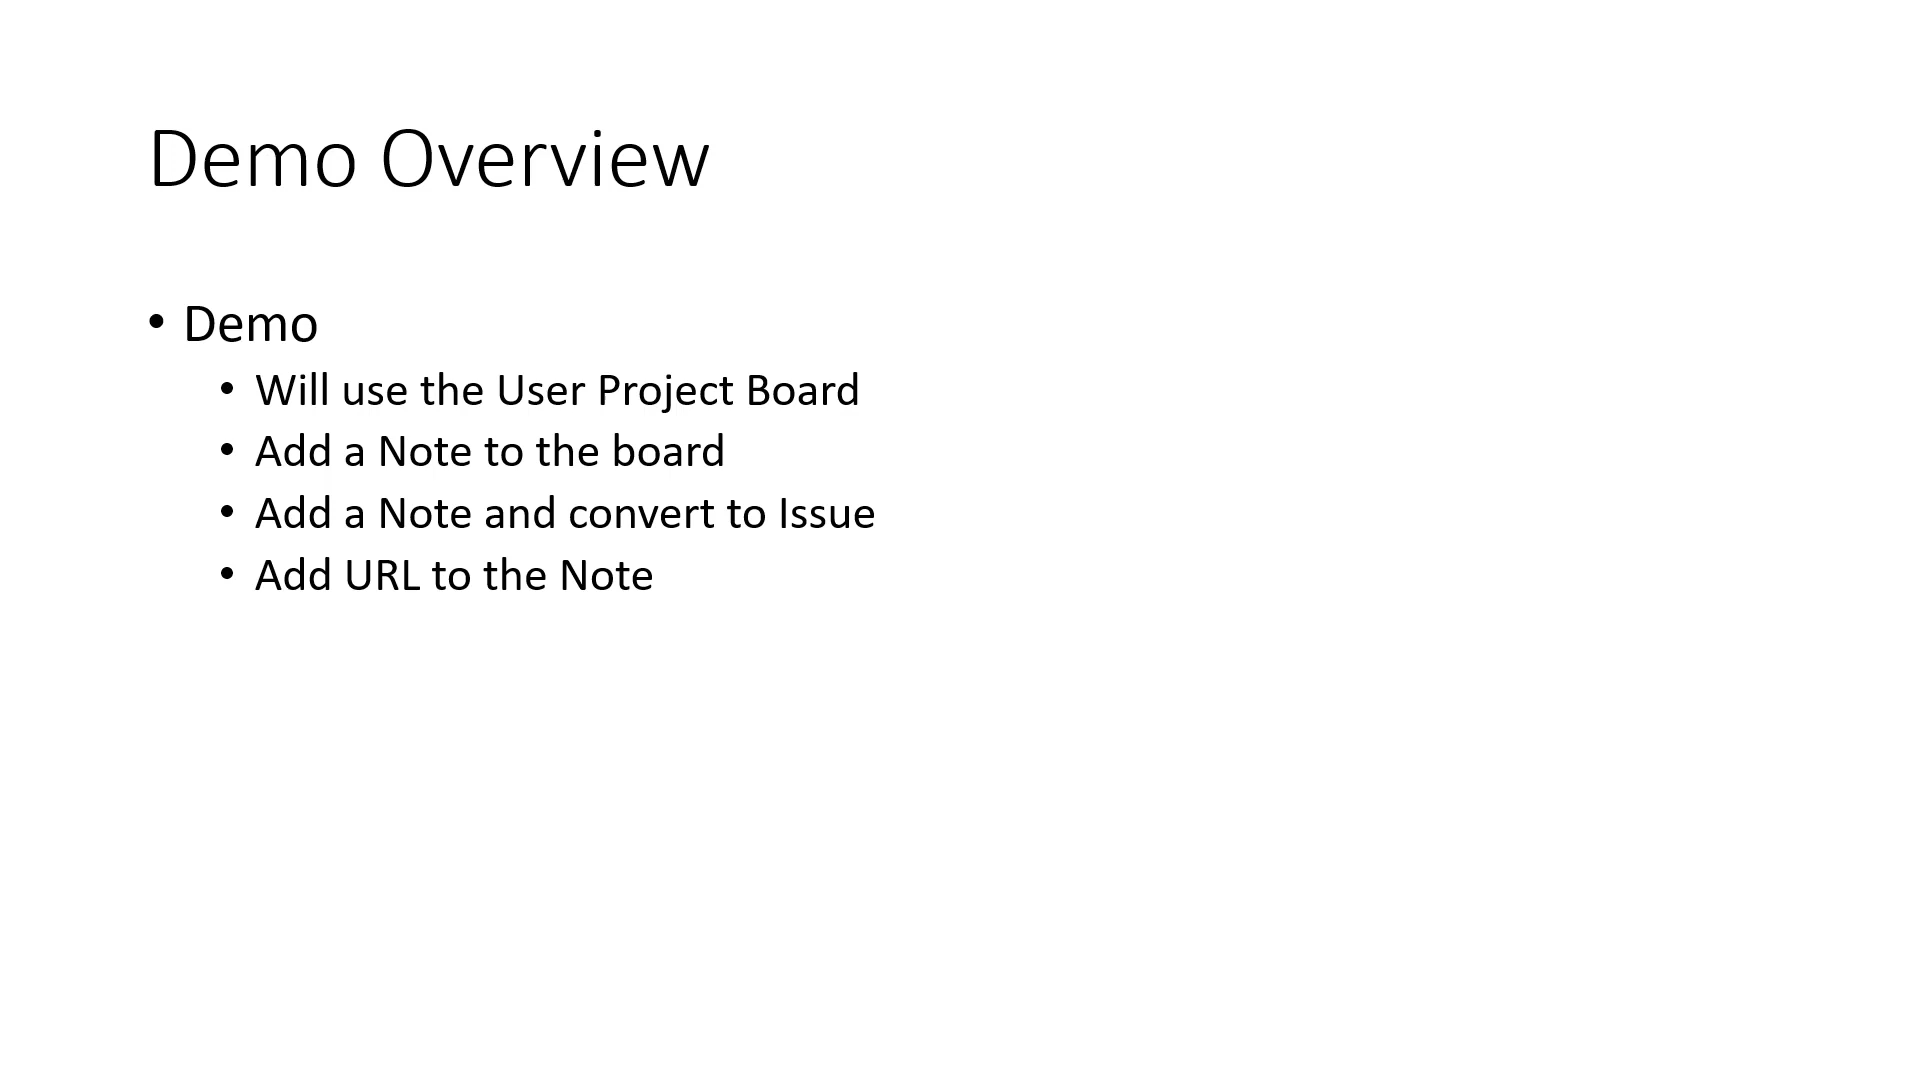 Demo Overview
• Demo
• Will use the User Project Board
• Add a Note to the board
• Add a Note and convert to Issue
• Add URL to the Note